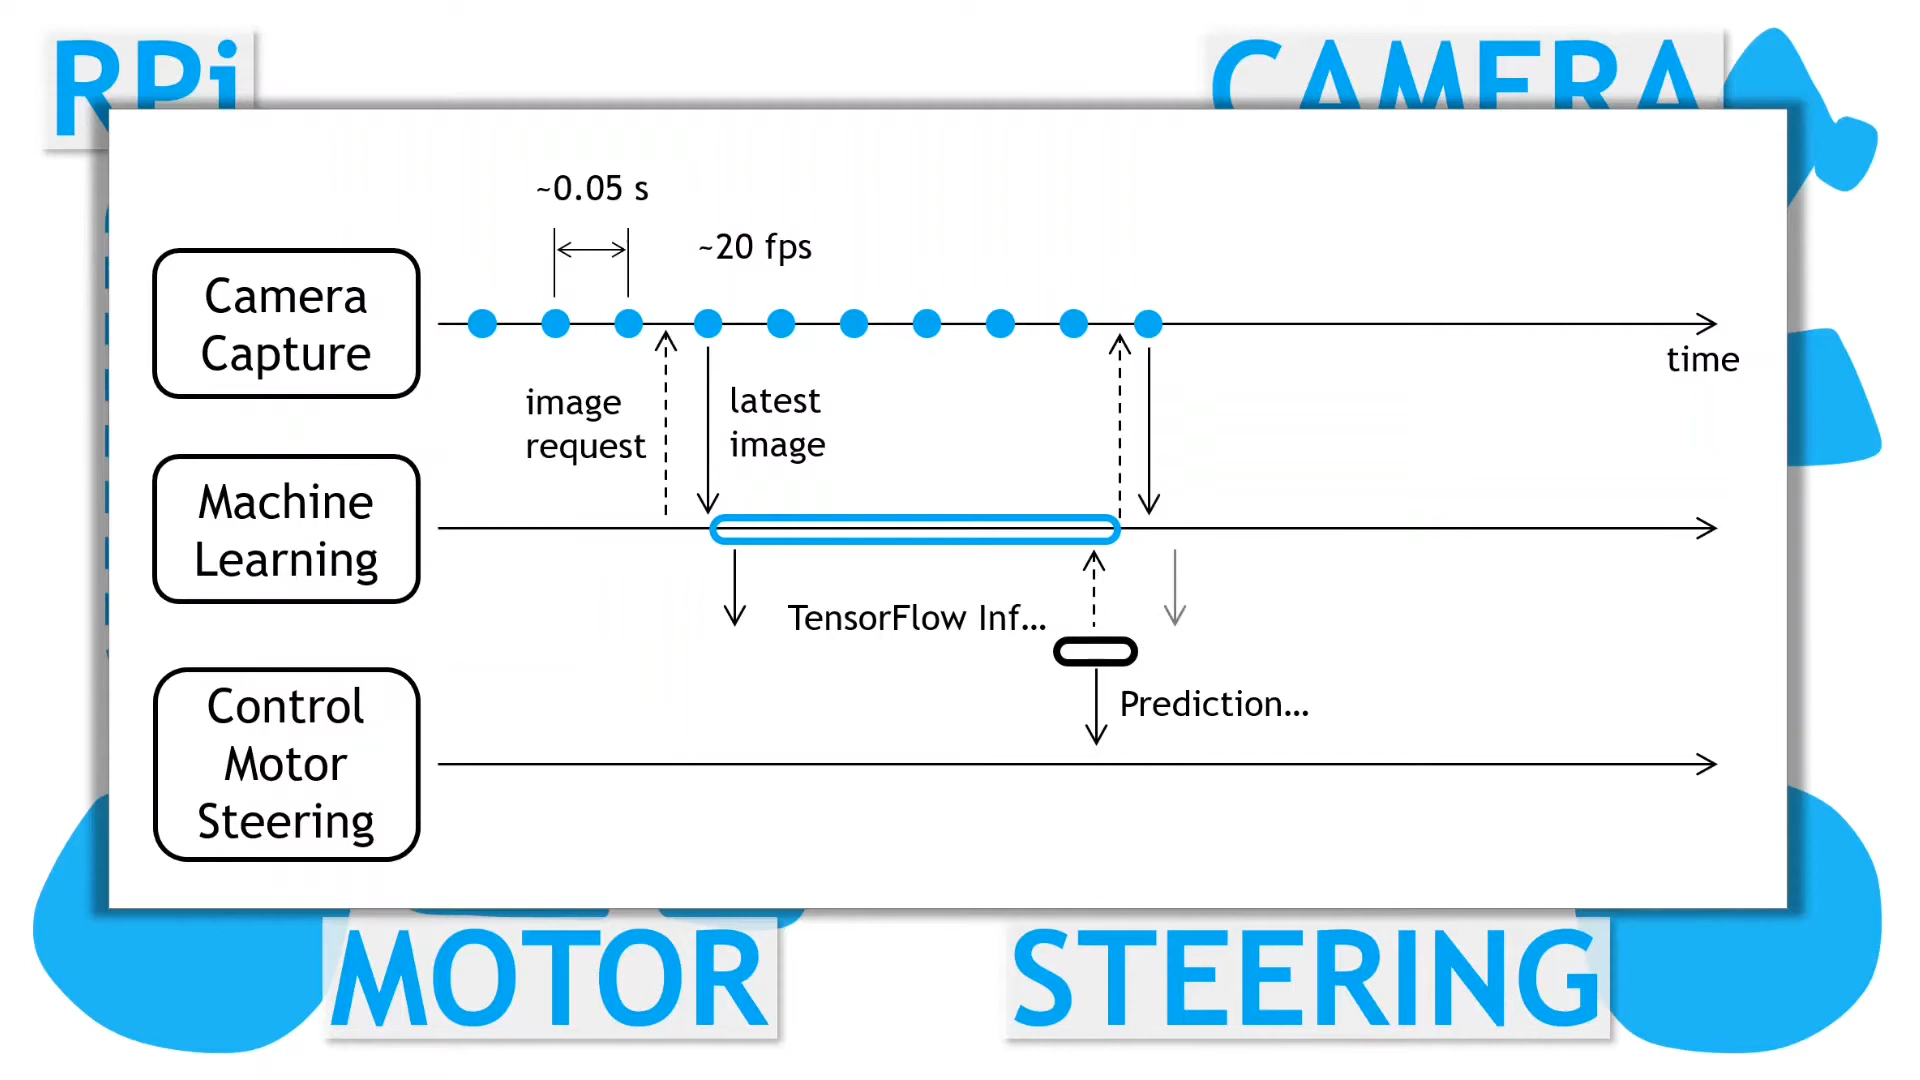 RPi
CAMERA
~0.05 s
~20 fps
Camera
Capture
time
image
request
latest
image
Machine
Learning
TensorFlow Inf...
Prediction...
Control
Motor
Steering
MOTOR
STEERING